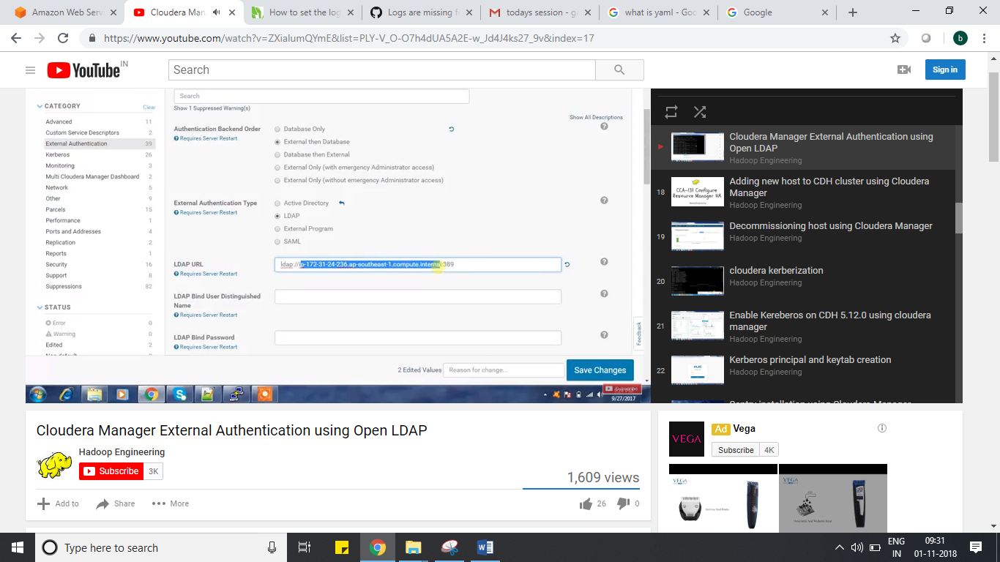 Amazon Web Serv
Cloudera Man
How to set the log
Logs are missing f
todays session - g
what is yaml - Goo
Google
https://www.youtube.com/watch?v=ZXialumQYmE&list=PLY-V_O-O7h4dUA5A2E-w_Jd4J4ks27_9v&index=17
b
YouTube IN
Search
Sign in
Search
CATEGORY
Clear
Show 1 Suppressed Warning(s)
Show All Descriptions
Advanced 11
Custom Service Descriptors 2
External Authentication 39
Kerberos 26
Monitoring 3
Multi Cloudera Manager Dashboard 2
Network 5
Other 9
Parcels 15
Performance 1
Ports and Addresses 4
Replication 2
Reports 1
Security 16
Support 8
Suppressions 82
STATUS
Error 0
Warning 0
Edited 2
Authentication Backend Order
Requires Server Restart
Database Only
External then Database
Database then External
External Only (with emergency Administrator access)
External Only (without emergency Administrator access)
External Authentication Type
Requires Server Restart
Active Directory
LDAP
External Program
SAML
LDAP URL
Requires Server Restart
ldap://ip-172-31-24-236.ap-southeast-1.compute.internal:389
LDAP Bind User Distinguished
Name
Requires Server Restart
LDAP Bind Password
Requires Server Restart
Feedback
2 Edited Values
Reason for change...
Save Changes
Subscribe
9/27/2017
Cloudera Manager External Authentication using
Open LDAP
Hadoop Engineering
CCA-131 Configure
Resource Manager HA
18
Adding new host to CDH cluster using Cloudera
Manager
Hadoop Engineering
19
Decommissioning host using Cloudera Manager
Hadoop Engineering
20
cloudera kerberization
Hadoop Engineering
21
Enable Kereberos on CDH 5.12.0 using cloudera
manager
Hadoop Engineering
22
Kerberos principal and keytab creation
Hadoop Engineering
Sentry installation using Cloudera Manager
Cloudera Manager External Authentication using Open LDAP
Hadoop Engineering
Subscribe 3K
1,609 views
Add to
Share
More
26
0
VEGA
Ad Vega
Subscribe 4K
VEGA
VEGA
Type here to search
ENG
IN
09:31
01-11-2018